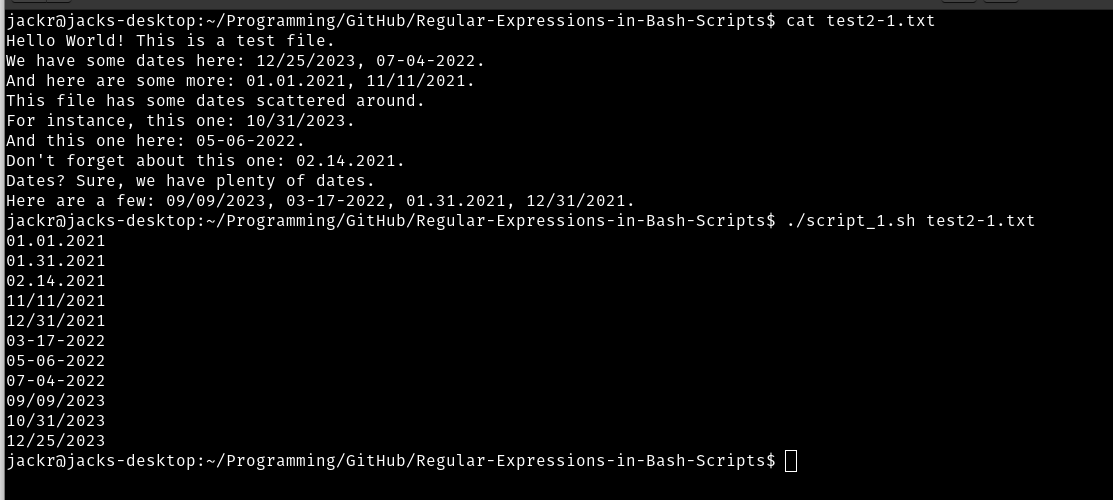 jackr@jacks-desktop:~/Programming/GitHub/Regular-Expressions-in-Bash-Scripts$ cat test2-1.txt
Hello World! This is a test file.
We have some dates here: 12/25/2023, 07-04-2022.
And here are some more: 01.01.2021, 11/11/2021.
This file has some dates scattered around.
For instance, this one: 10/31/2023.
And this one here: 05-06-2022.
Don't forget about this one: 02.14.2021.
Dates? Sure, we have plenty of dates.
Here are a few: 09/09/2023, 03-17-2022, 01.31.2021, 12/31/2021.
jackr@jacks-desktop:~/Programming/GitHub/Regular-Expressions-in-Bash-Scripts$ ./script_1.sh test2-1.txt
01.01.2021
01.31.2021
02.14.2021
11/11/2021
12/31/2021
03-17-2022
05-06-2022
07-04-2022
09/09/2023
10/31/2023
12/25/2023
jackr@jacks-desktop:~/Programming/GitHub/Regular-Expressions-in-Bash-Scripts$